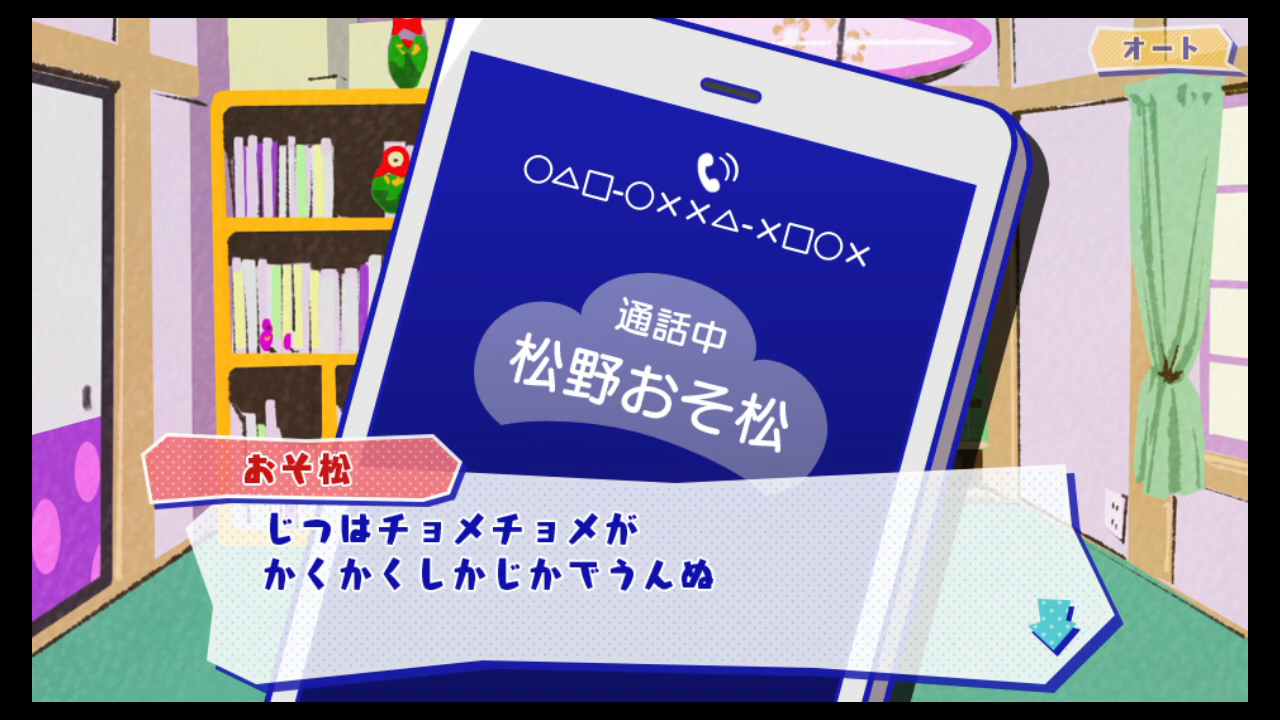 オート
○△□-○××△-×□○×
通話中
松野おそ松
おそ松
じつはチョメチョメが
かくかくしかじかでうんぬ